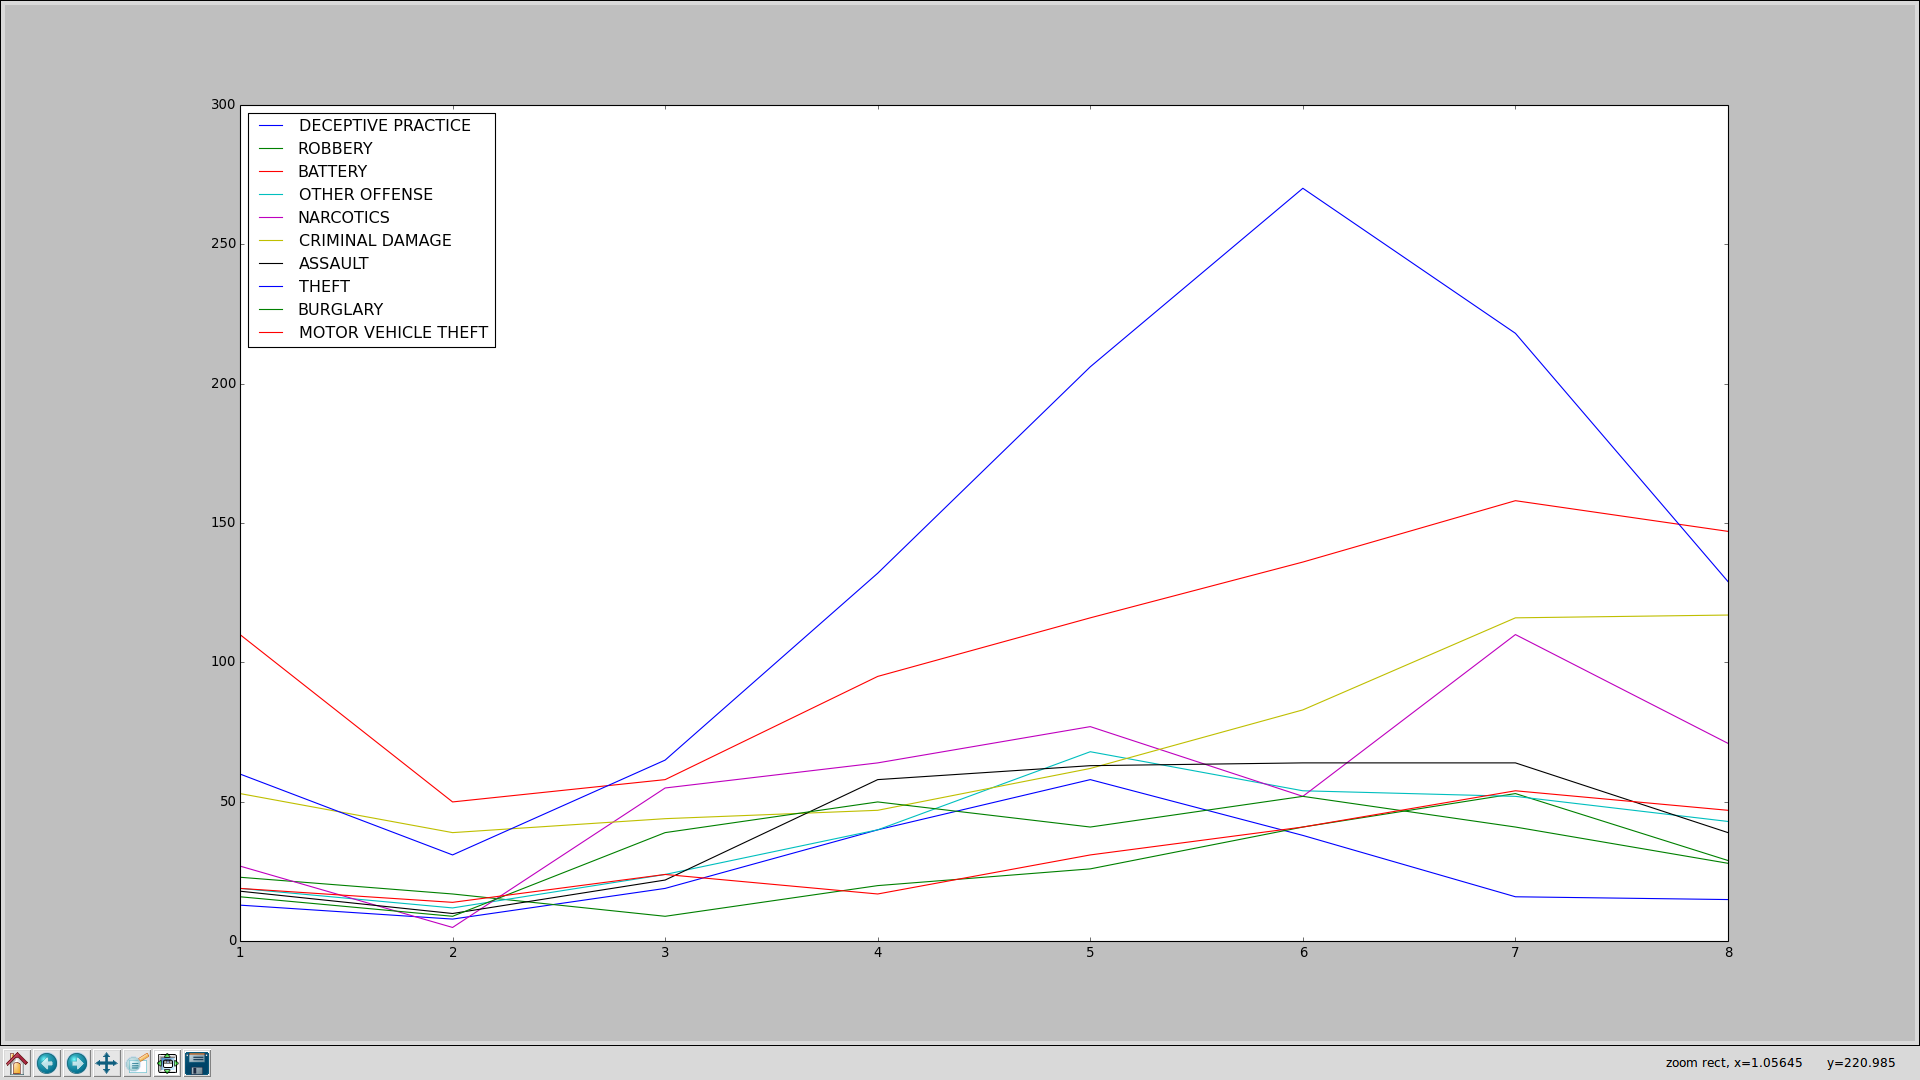 300
250
200
150
100
50
0
DECEPTIVE PRACTICE
ROBBERY
BATTERY
OTHER OFFENSE
NARCOTICS
CRIMINAL DAMAGE
ASSAULT
THEFT
BURGLARY
MOTOR VEHICLE THEFT
1 2 3 4 5 6 7 8
zoom rect, x=1.05645 y=220.985